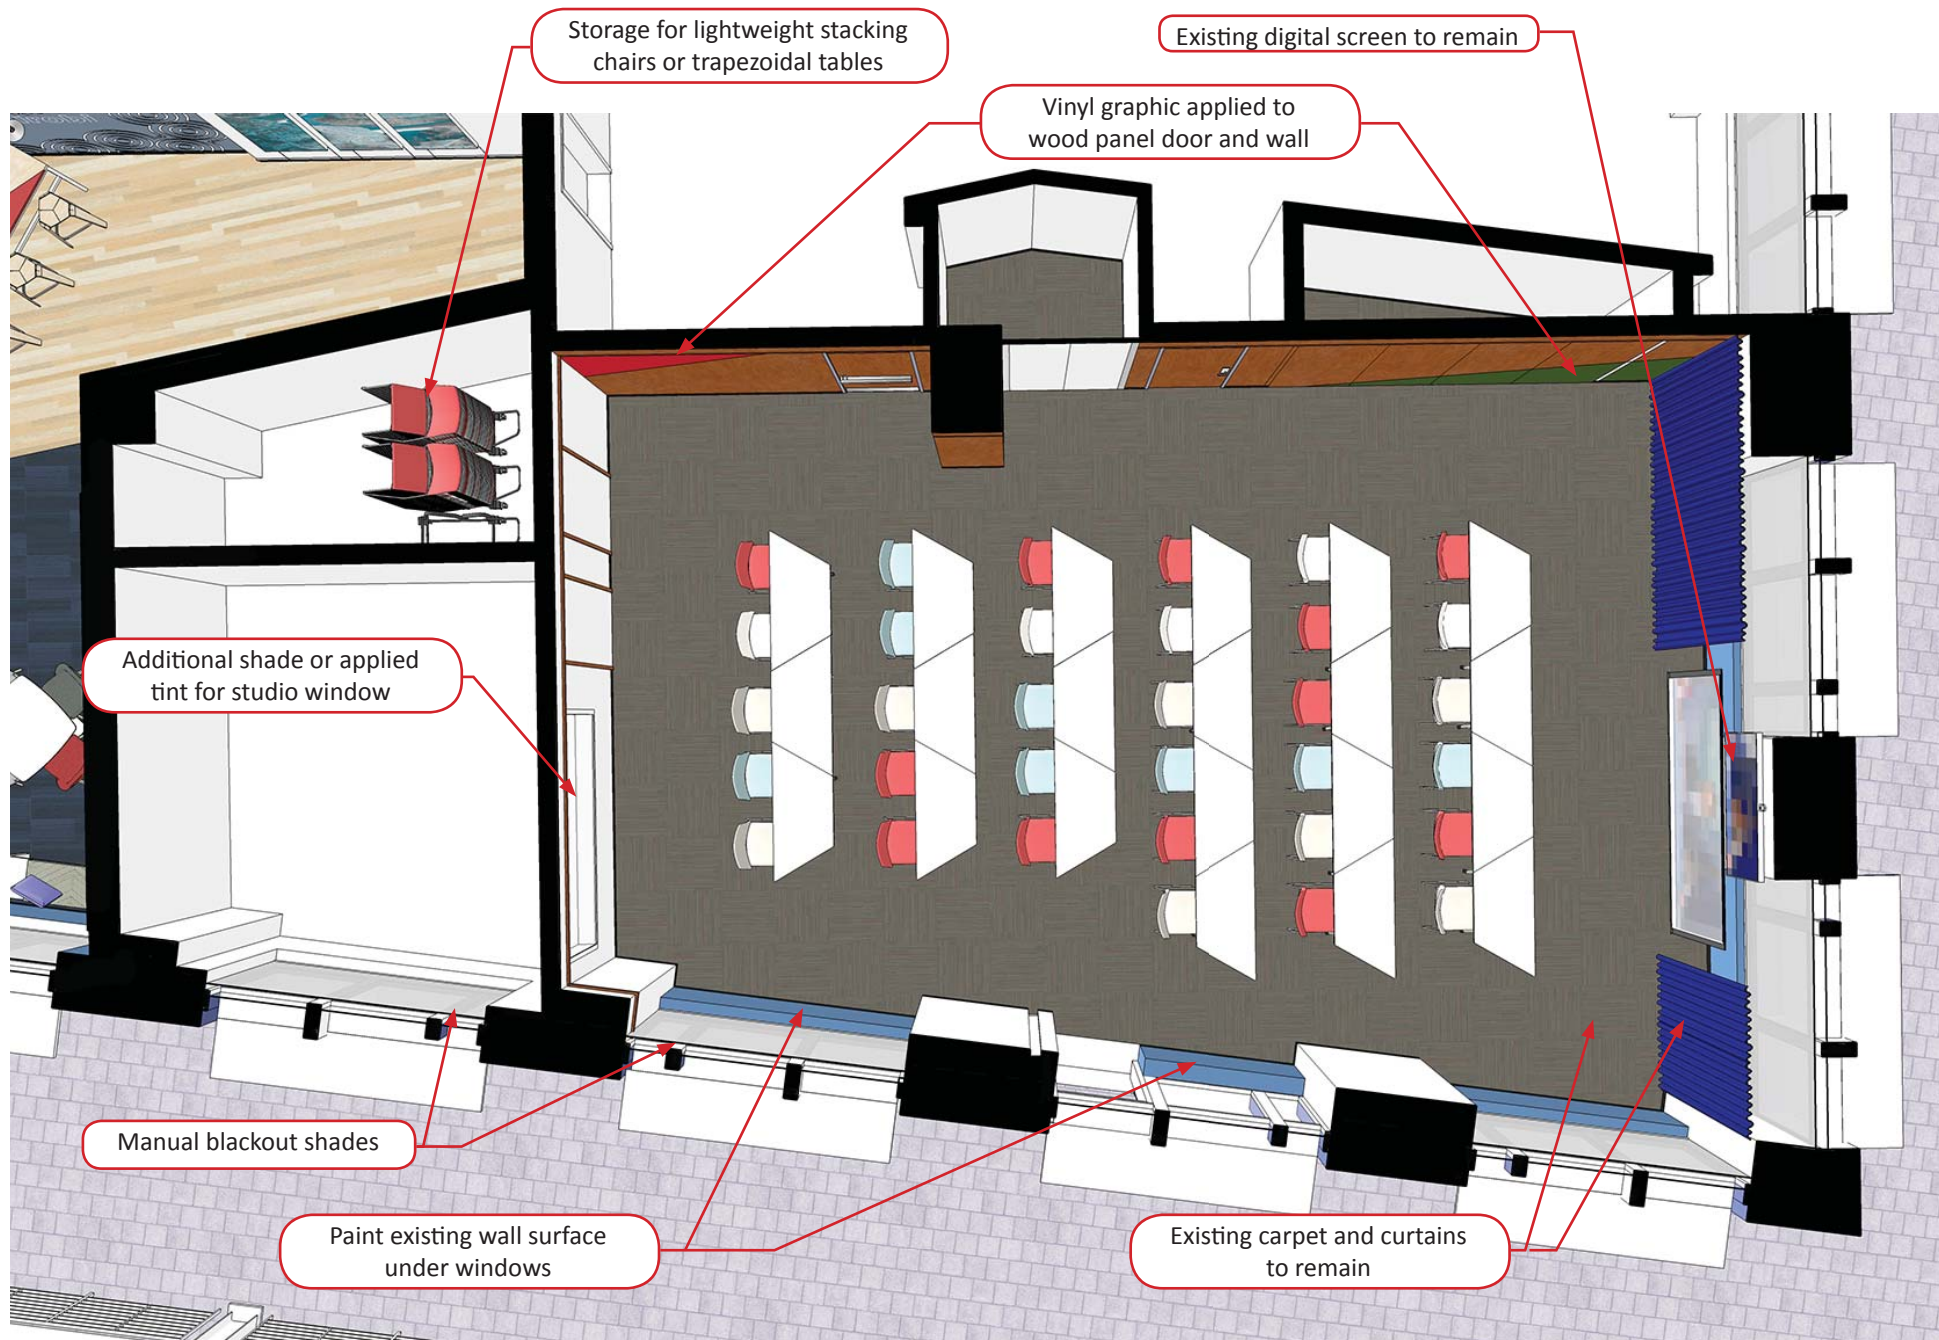 Storage for lightweight stacking
chairs or trapezoidal tables
Existing digital screen to remain
Vinyl graphic applied to
wood panel door and wall
Additional shade or applied
tint for studio window
Manual blackout shades
Paint existing wall surface
under windows
Existing carpet and curtains
to remain